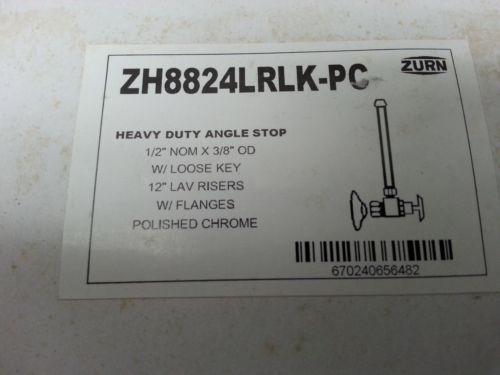 ZH8824LRLK-PC
ZURN
HEAVY DUTY ANGLE STOP
1/2" NOM X 3/8" OD
W/ LOOSE KEY
12" LAV RISERS
W/ FLANGES
POLISHED CHROME
670240656482